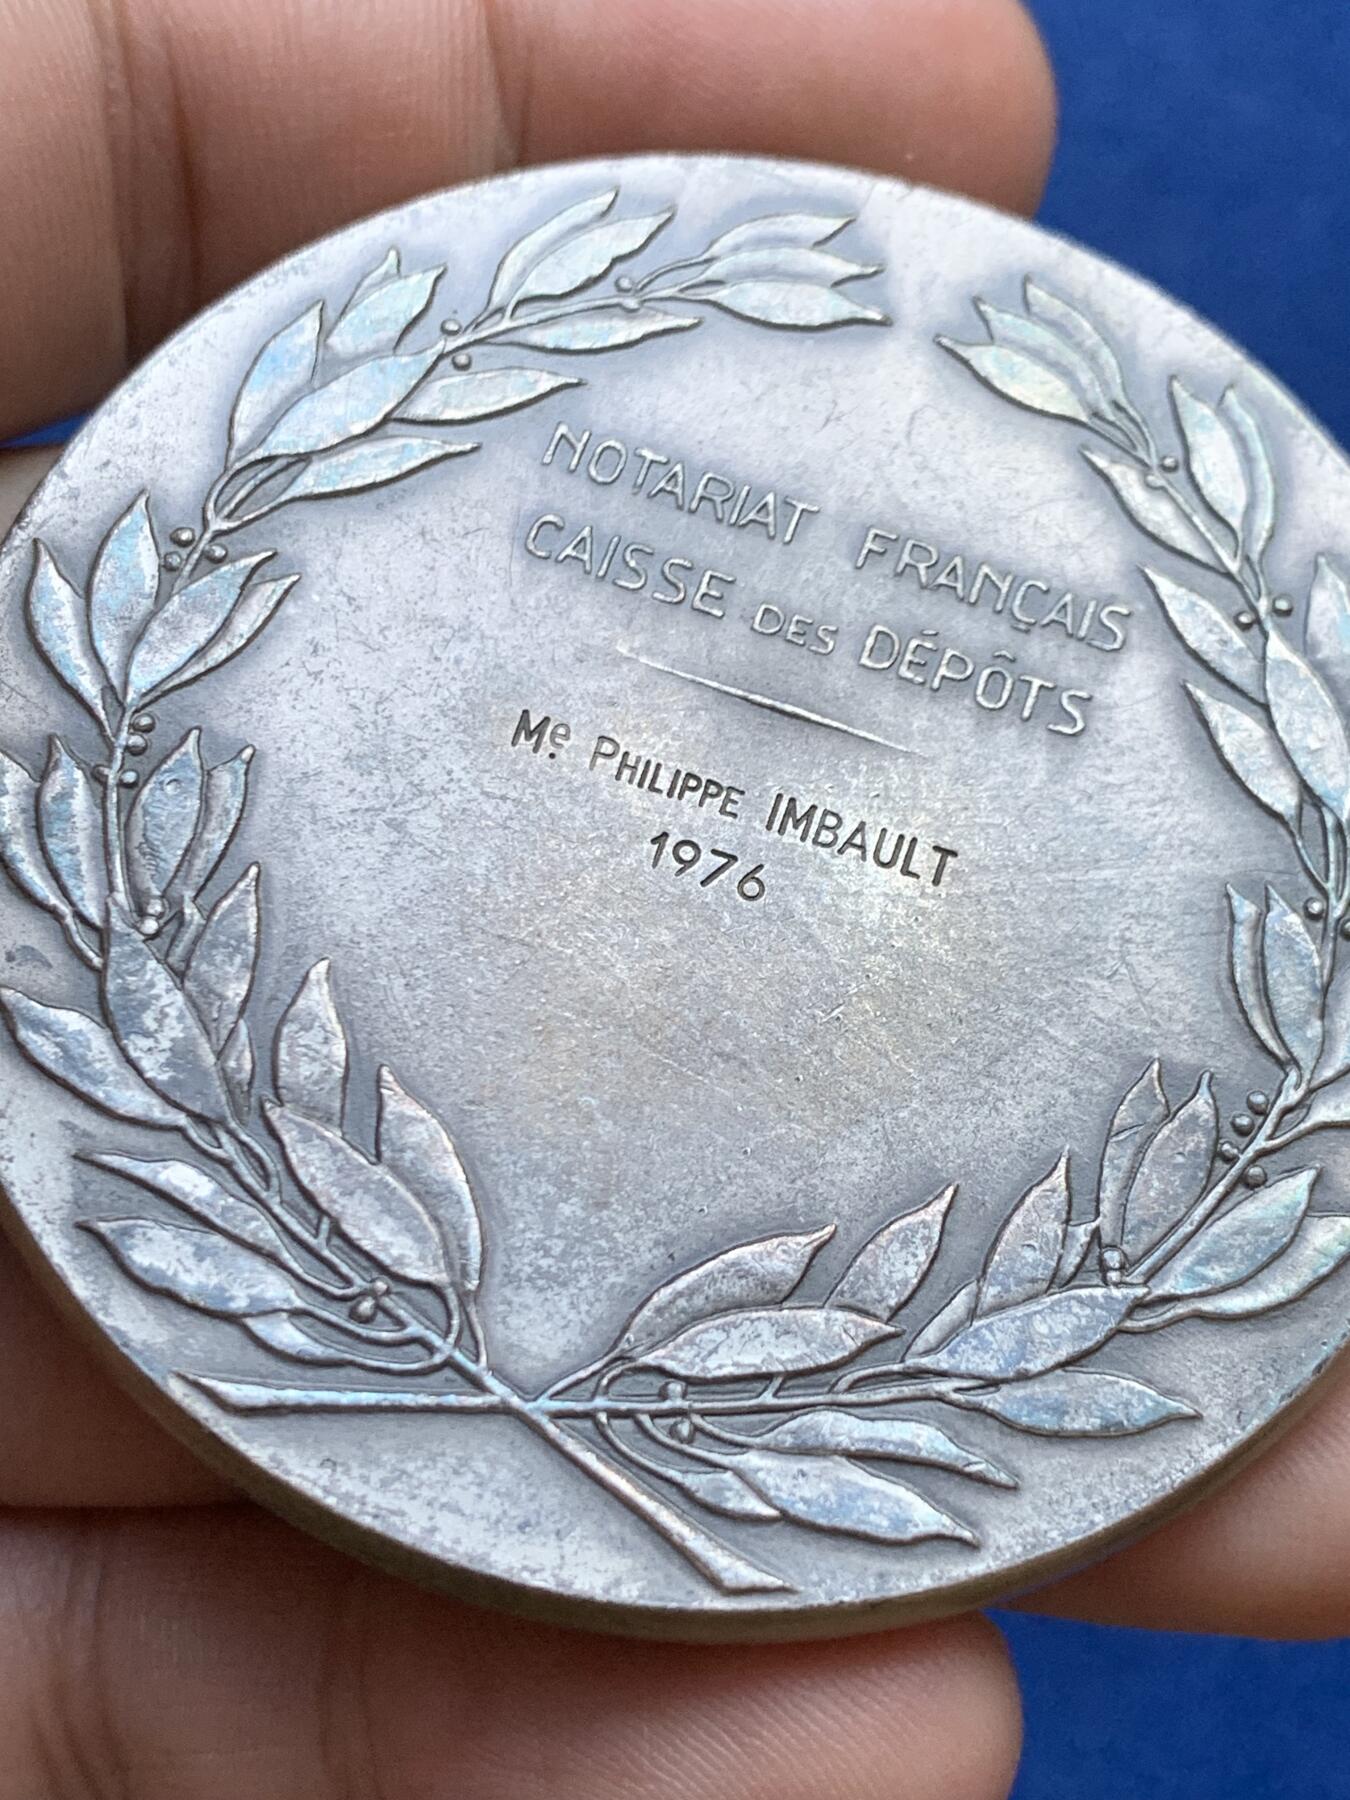 NOTARIAT FRANÇAIS
CAISSE DES DÉPÔTS
Me PHILIPPE IMBAULT
1976